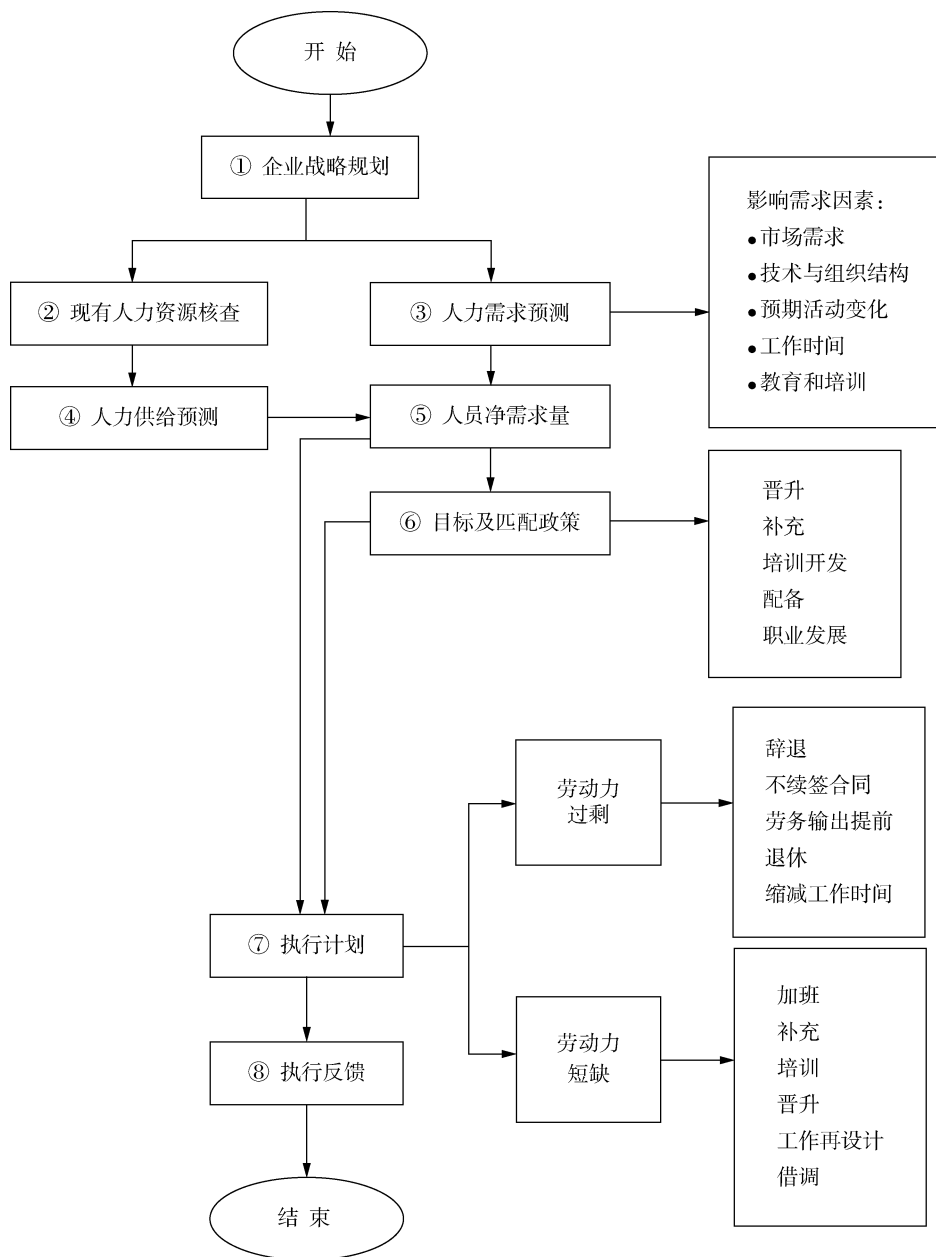 开 始
① 企业战略规划
② 现有人力资源核查
③ 人力需求预测
影响需求因素：
●市场需求
●技术与组织结构
●预期活动变化
●工作时间
●教育和培训
④ 人力供给预测
⑤ 人员净需求量
⑥ 目标及匹配政策
晋升
补充
培训开发
配备
职业发展
劳动力
过剩
辞退
不续签合同
劳务输出提前
退休
缩减工作时间
⑦ 执行计划
劳动力
短缺
加班
补充
培训
晋升
工作再设计
借调
⑧ 执行反馈
结 束